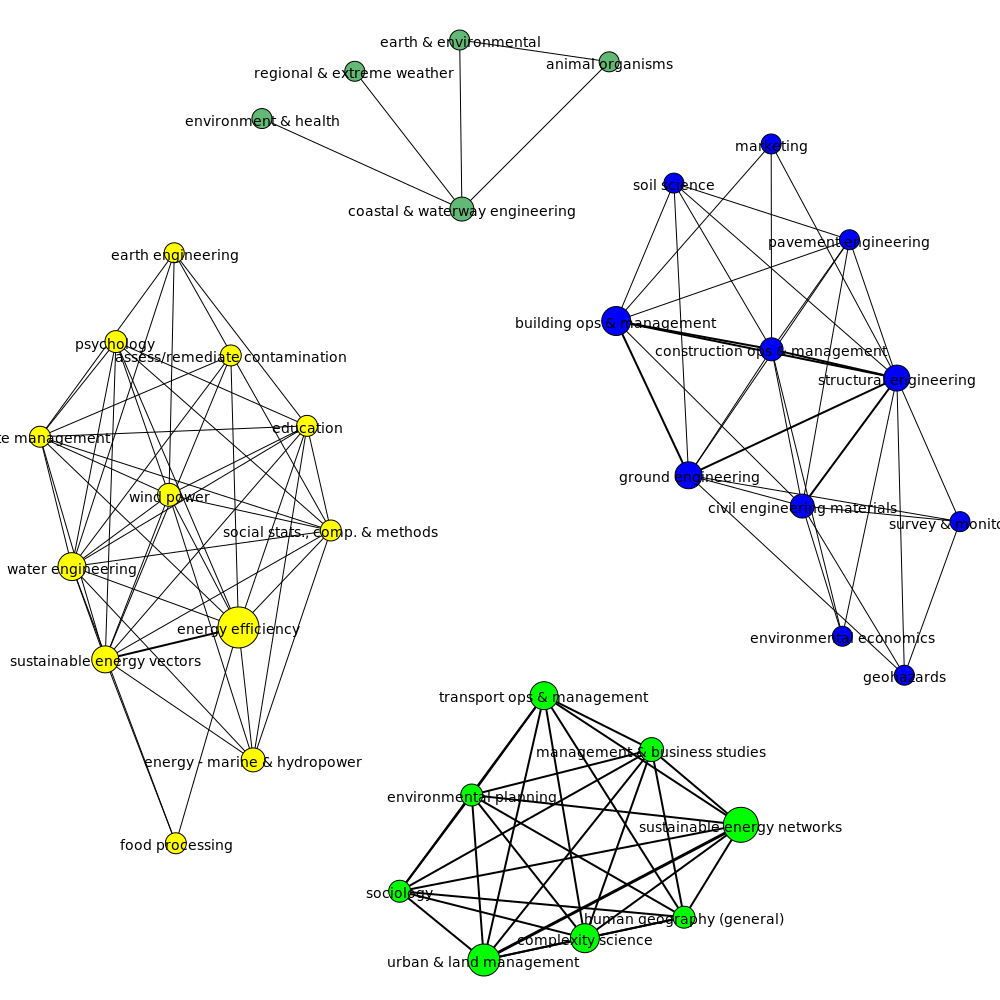 earth & environmental
animal organisms
regional & extreme weather
environment & health
coastal & waterway engineering
marketing
soil science
pavement engineering
building ops & management
construction ops & management
structural engineering
ground engineering
civil engineering materials
survey & monito
environmental economics
geohazards
earth engineering
psychology
assess/remediate contamination
te management
education
wind power
social stats., comp. & methods
water engineering
energy efficiency
sustainable energy vectors
energy - marine & hydropower
food processing
transport ops & management
management & business studies
environmental planning
sustainable energy networks
sociology
human geography (general)
complexity science
urban & land management